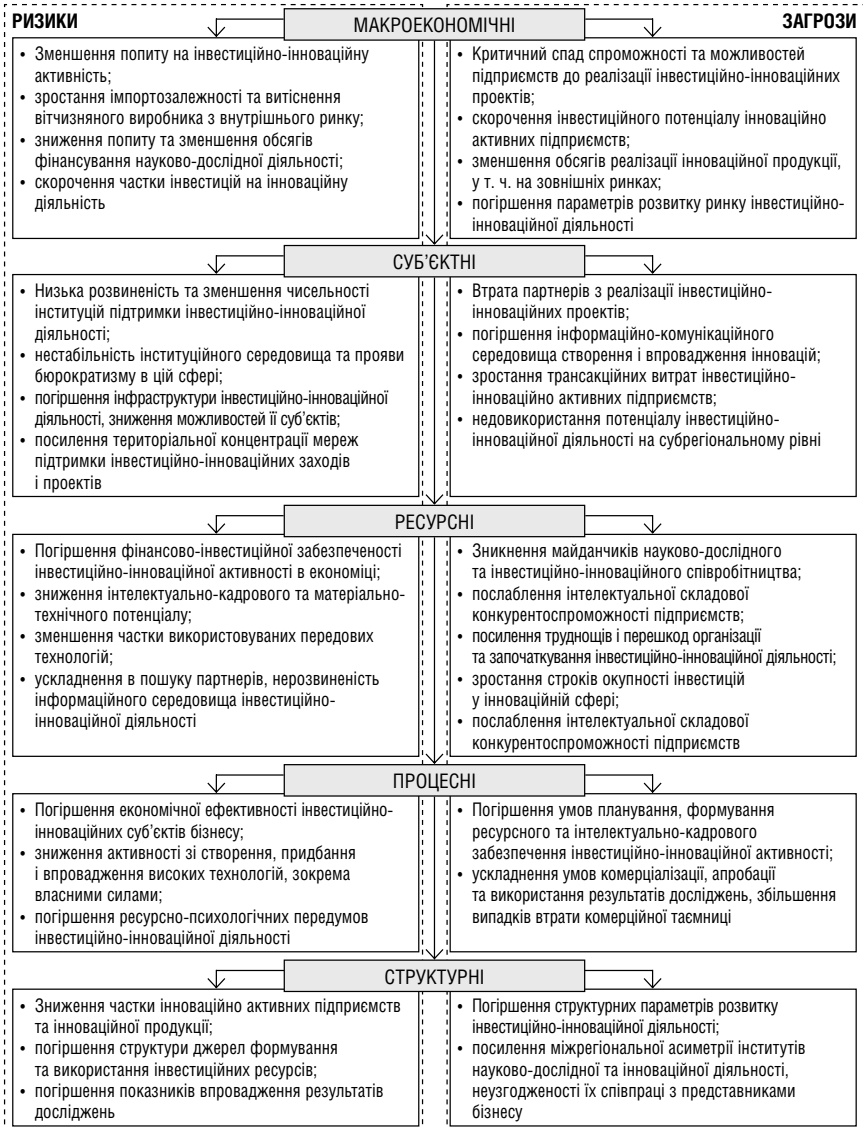 РИЗИКИ
МАКРОЕКОНОМІЧНІ
ЗАГРОЗИ
• Зменшення попиту на інвестиційно-інноваційну
активність;
• зростання імпортозалежності та витіснення
вітчизняного виробника з внутрішнього ринку;
• зниження попиту та зменшення обсягів
фінансування науково-дослідної діяльності;
• скорочення частки інвестицій на інноваційну
діяльність
• Критичний спад спроможності та можливостей
підприємств до реалізації інвестиційно-інноваційних
проектів;
• скорочення інвестиційного потенціалу інноваційно
активних підприємств;
• зменшення обсягів реалізації інноваційної продукції,
у т. ч. на зовнішніх ринках;
• погіршення параметрів розвитку ринку інвестиційно-
інноваційної діяльності
СУБ’ЄКТНІ
• Низька розвиненість та зменшення чисельності
інституцій підтримки інвестиційно-інноваційної
діяльності;
• нестабільність інституційного середовища та прояви
бюрократизму в цій сфері;
• погіршення інфраструктури інвестиційно-інноваційної
діяльності, зниження можливостей її суб’єктів;
• посилення територіальної концентрації мереж
підтримки інвестиційно-інноваційних заходів
і проектів
• Втрата партнерів з реалізації інвестиційно-
інноваційних проектів;
• погіршення інформаційно-комунікаційного
середовища створення і впровадження інновацій;
• зростання трансакційних витрат інвестиційно-
інноваційно активних підприємств;
• недовикористання потенціалу інвестиційно-
інноваційної діяльності на субрегіональному рівні
РЕСУРСНІ
• Погіршення фінансово-інвестиційної забезпеченості
інвестиційно-інноваційної активності в економіці;
• зниження інтелектуально-кадрового та матеріально-
технічного потенціалу;
• зменшення частки використовуваних передових
технологій;
• ускладнення в пошуку партнерів, нерозвиненість
інформаційного середовища інвестиційно-
інноваційної діяльності
• Зникнення майданчиків науково-дослідного
та інвестиційно-інноваційного співробітництва;
• послаблення інтелектуальної складової
конкурентоспроможності підприємств;
• посилення труднощів і перешкод організації
та започаткування інвестиційно-інноваційної діяльності;
• зростання строків окупності інвестицій
у інноваційній сфері;
• послаблення інтелектуальної складової
конкурентоспроможності підприємств
ПРОЦЕСНІ
• Погіршення економічної ефективності інвестиційно-
інноваційних суб’єктів бізнесу;
• зниження активності зі створення, придбання
і впровадження високих технологій, зокрема
власними силами;
• погіршення ресурсно-психологічних передумов
інвестиційно-інноваційної діяльності
• Погіршення умов планування, формування
ресурсного та інтелектуально-кадрового
забезпечення інвестиційно-інноваційної активності;
• ускладнення умов комерціалізації, апробації
та використання результатів досліджень, збільшення
випадків втрати комерційної таємниці
СТРУКТУРНІ
• Зниження частки інноваційно активних підприємств
та інноваційної продукції;
• погіршення структури джерел формування
та використання інвестиційних ресурсів;
• погіршення показників впровадження результатів
досліджень
• Погіршення структурних параметрів розвитку
інвестиційно-інноваційної діяльності;
• посилення міжрегіональної асиметрії інститутів
науково-дослідної та інноваційної діяльності,
неузгодженості їх співпраці з представниками
бізнесу